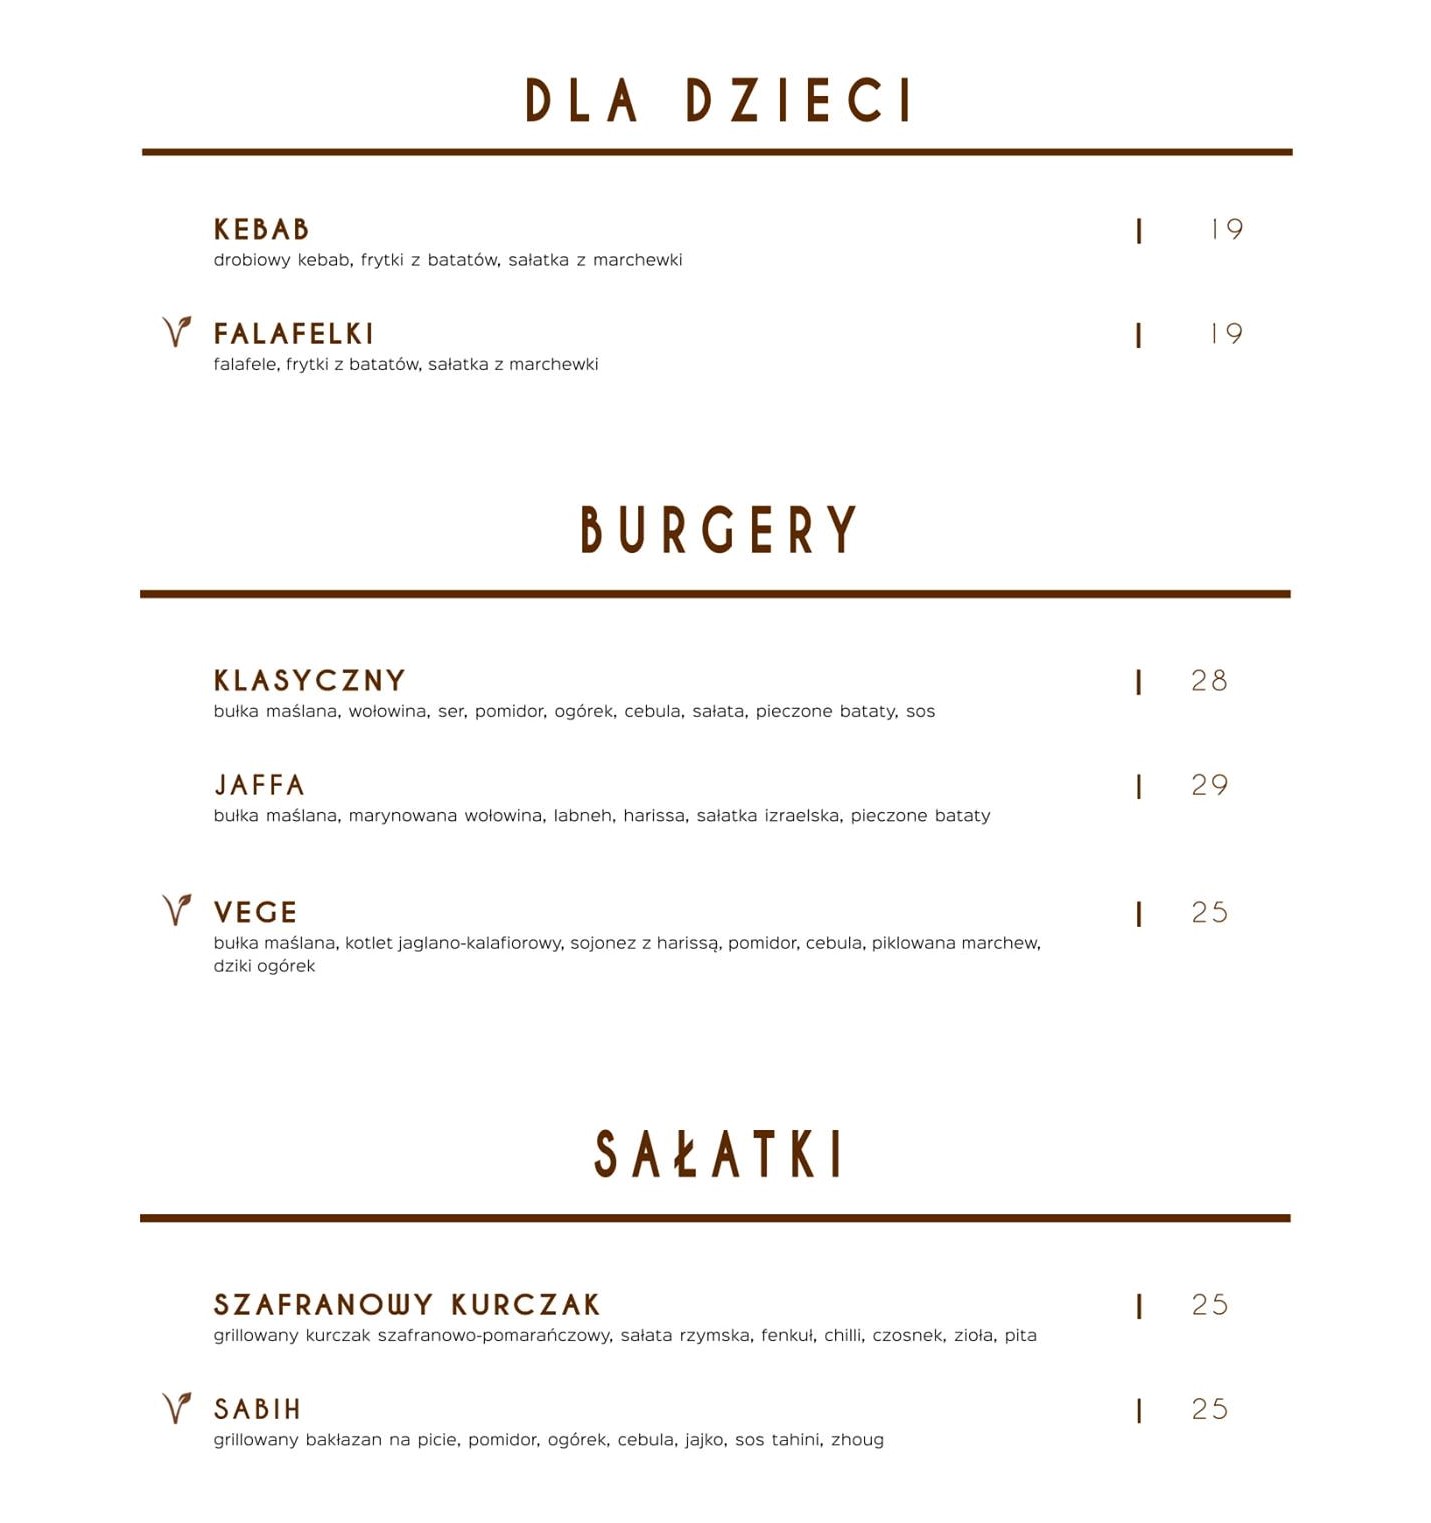 DLA DZIECI
KEBAB | 19
drobiowy kebab, frytki z batatów, sałatka z marchewki
FALAFELKI | 19
falafele, frytki z batatów, sałatka z marchewki
BURGERY
KLASYCZNY | 28
bułka maślana, wołowina, ser, pomidor, ogórek, cebula, sałata, pieczone bataty, sos
JAFFA | 29
bułka maślana, marynowana wołowina, labneh, harissa, sałatka izraelska, pieczone bataty
VEGE | 25
bułka maślana, kotlet jaglano-kalafiorowy, sojonez z harissą, pomidor, cebula, piklowana marchew,
dziki ogórek
SAŁATKI
SZAFRANOWY KURCZAK | 25
grillowany kurczak szafranowo-pomarańczowy, sałata rzymska, fenkuł, chilli, czosnek, zioła, pita
SABIH | 25
grillowany bakłazan na picie, pomidor, ogórek, cebula, jajko, sos tahini, zhoug